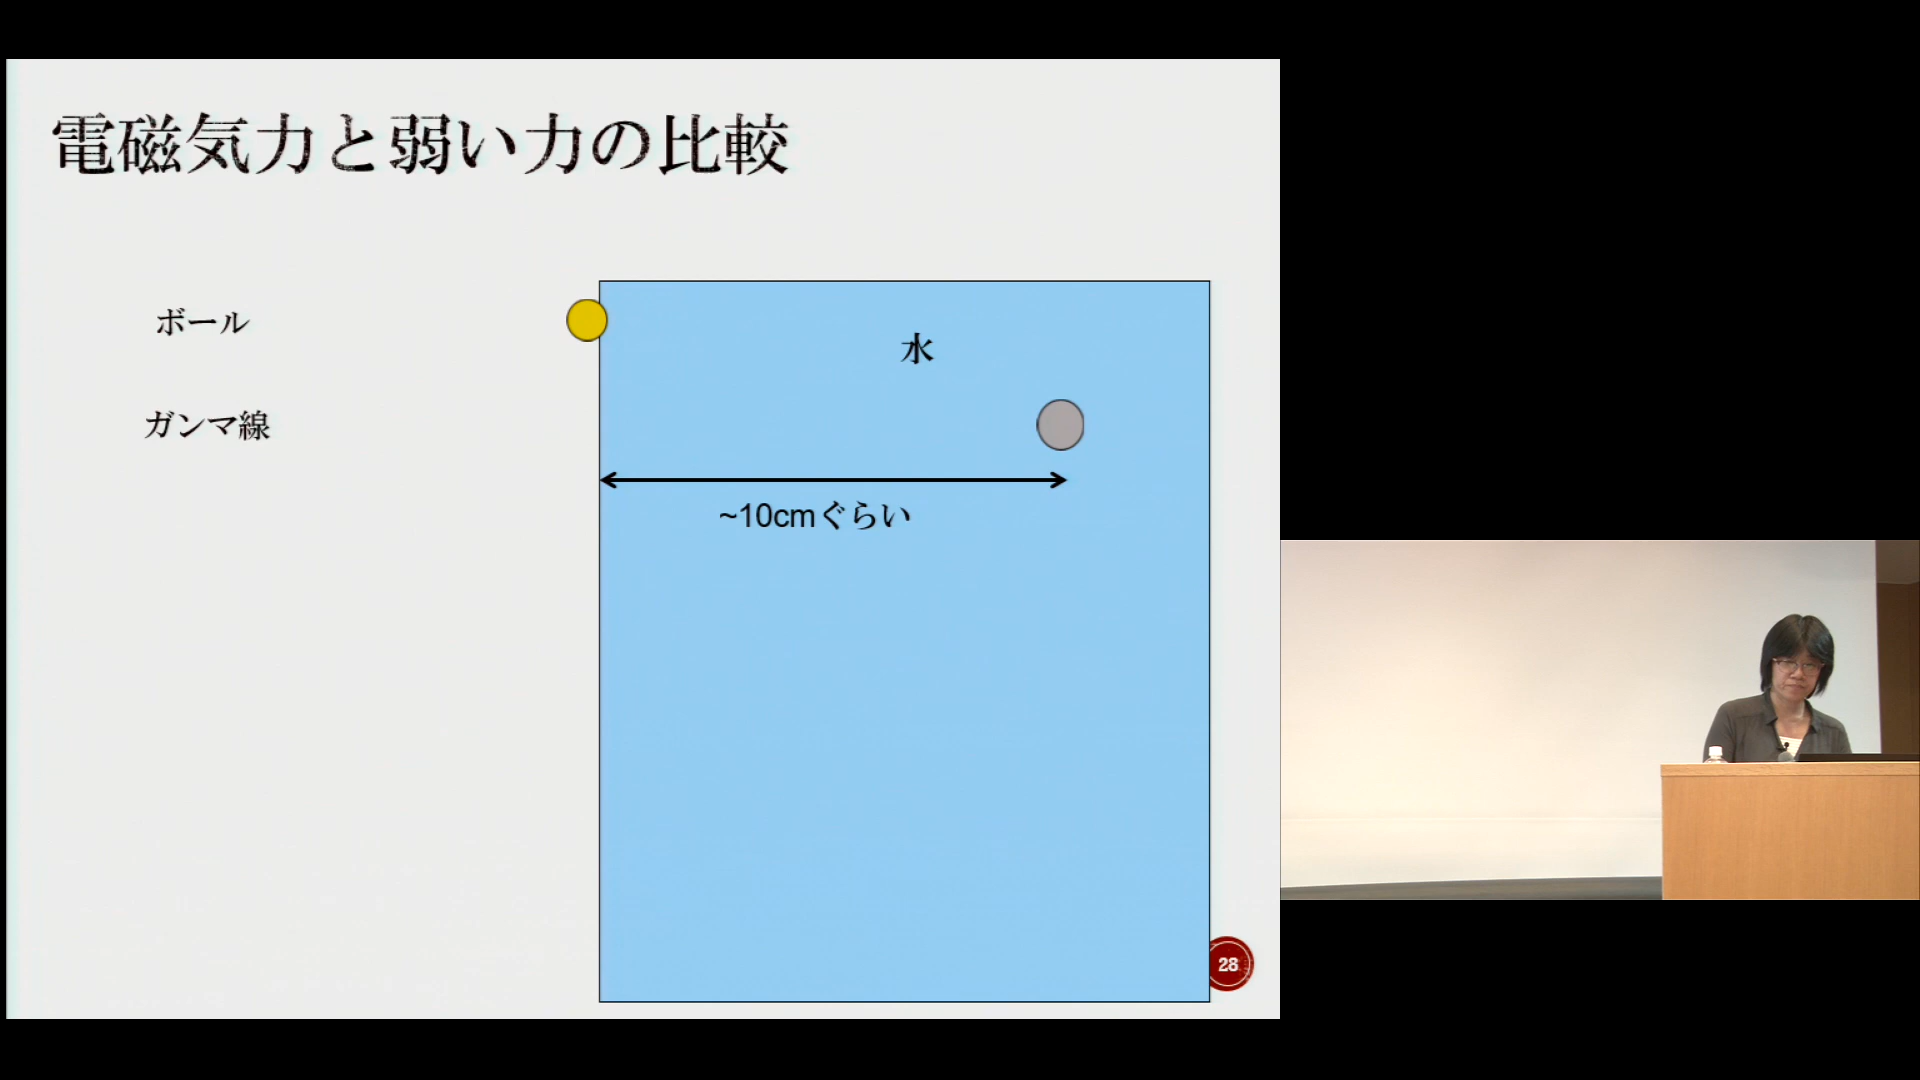 電磁気力と弱い力の比較
ボール
水
ガンマ線
~10cmぐらい
28